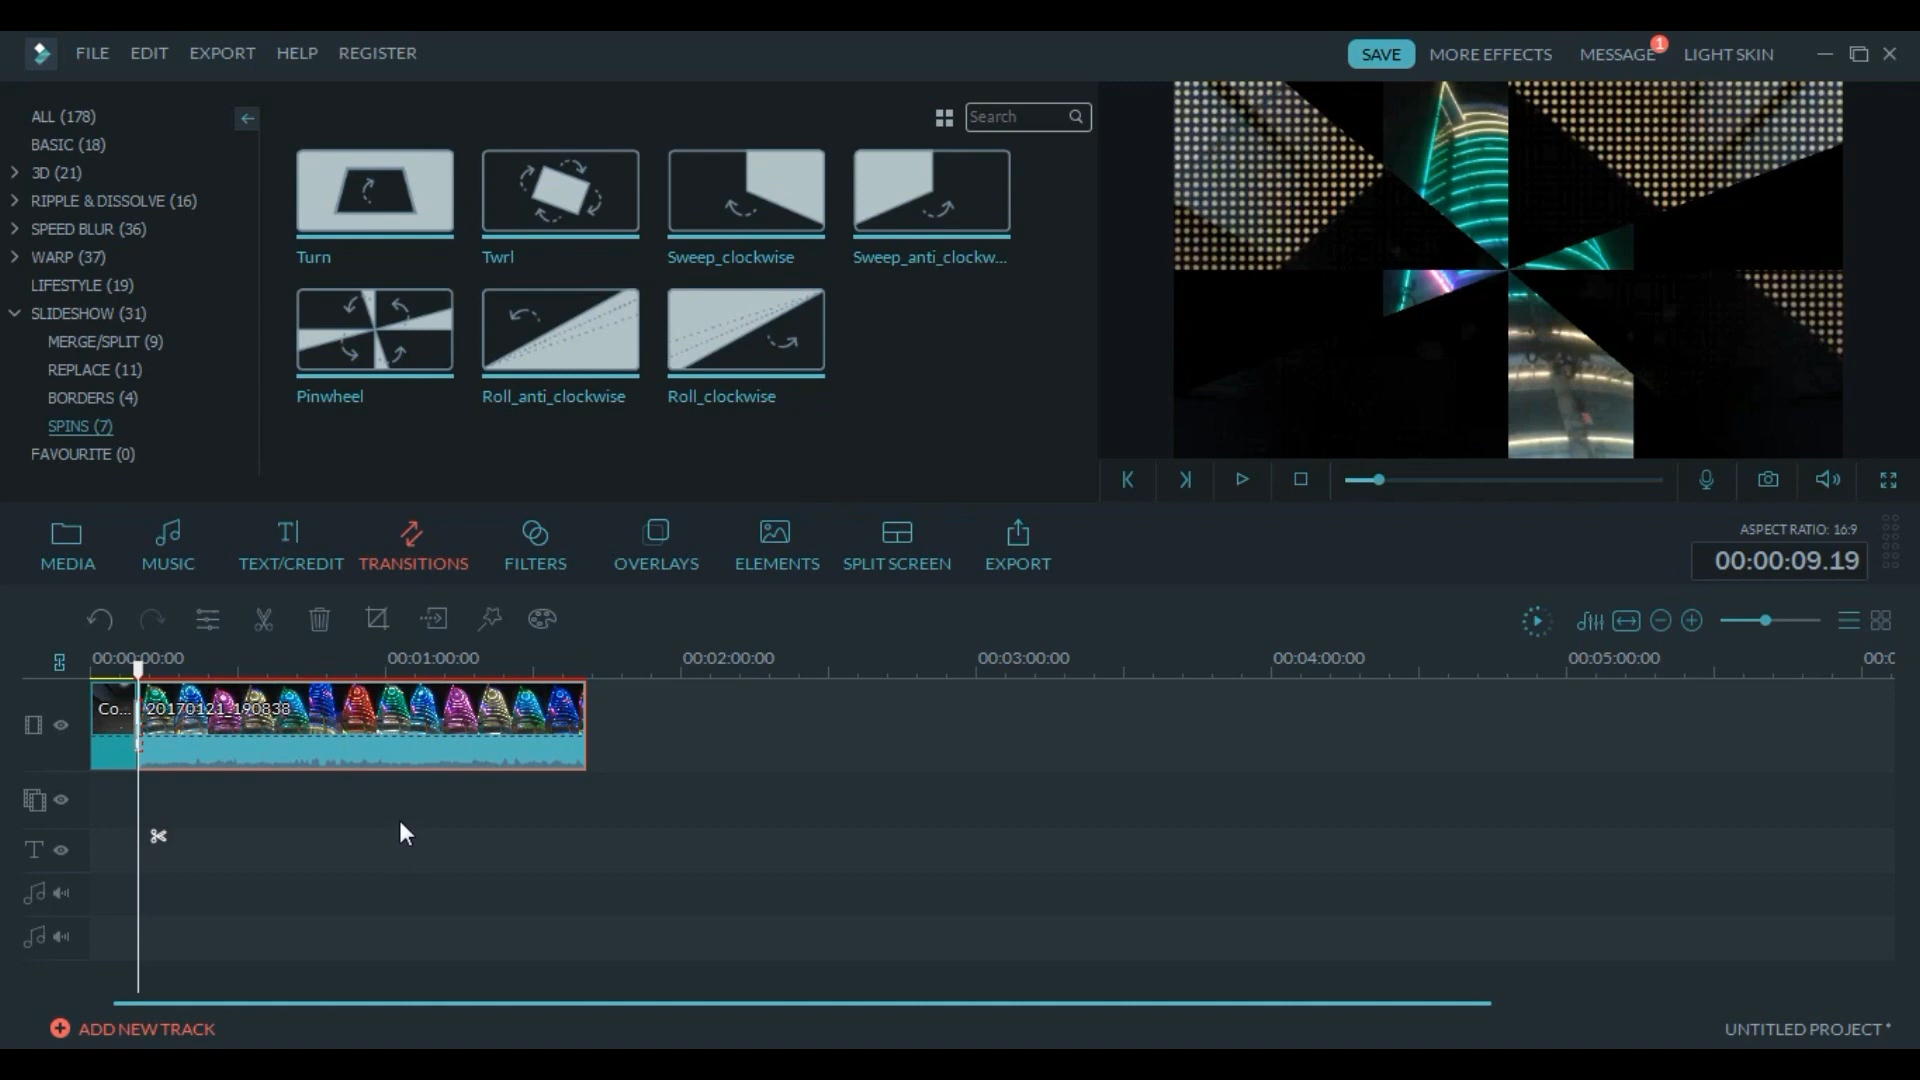 FILE EDIT EXPORT HELP REGISTER
SAVE MORE EFFECTS MESSAGE 1 LIGHT SKIN
ALL (178)
BASIC (18)
3D (21)
RIPPLE & DISSOLVE (16)
SPEED BLUR (36)
WARP (37)
LIFESTYLE (19)
SLIDESHOW (31)
MERGE/SPLIT (9)
REPLACE (11)
BORDERS (4)
SPINS (7)
FAVOURITE (0)
Search
Turn Twrl Sweep_clockwise Sweep_anti_clockw...
Pinwheel Roll_anti_clockwise Roll_clockwise
MEDIA MUSIC TEXT/CREDIT TRANSITIONS FILTERS OVERLAYS ELEMENTS SPLIT SCREEN EXPORT
ASPECT RATIO: 16:9
00:00:09.19
00:00:00:00 00:01:00:00 00:02:00:00 00:03:00:00 00:04:00:00 00:05:00:00 00:0
Co... 20170121_190838
ADD NEW TRACK
UNTITLED PROJECT *